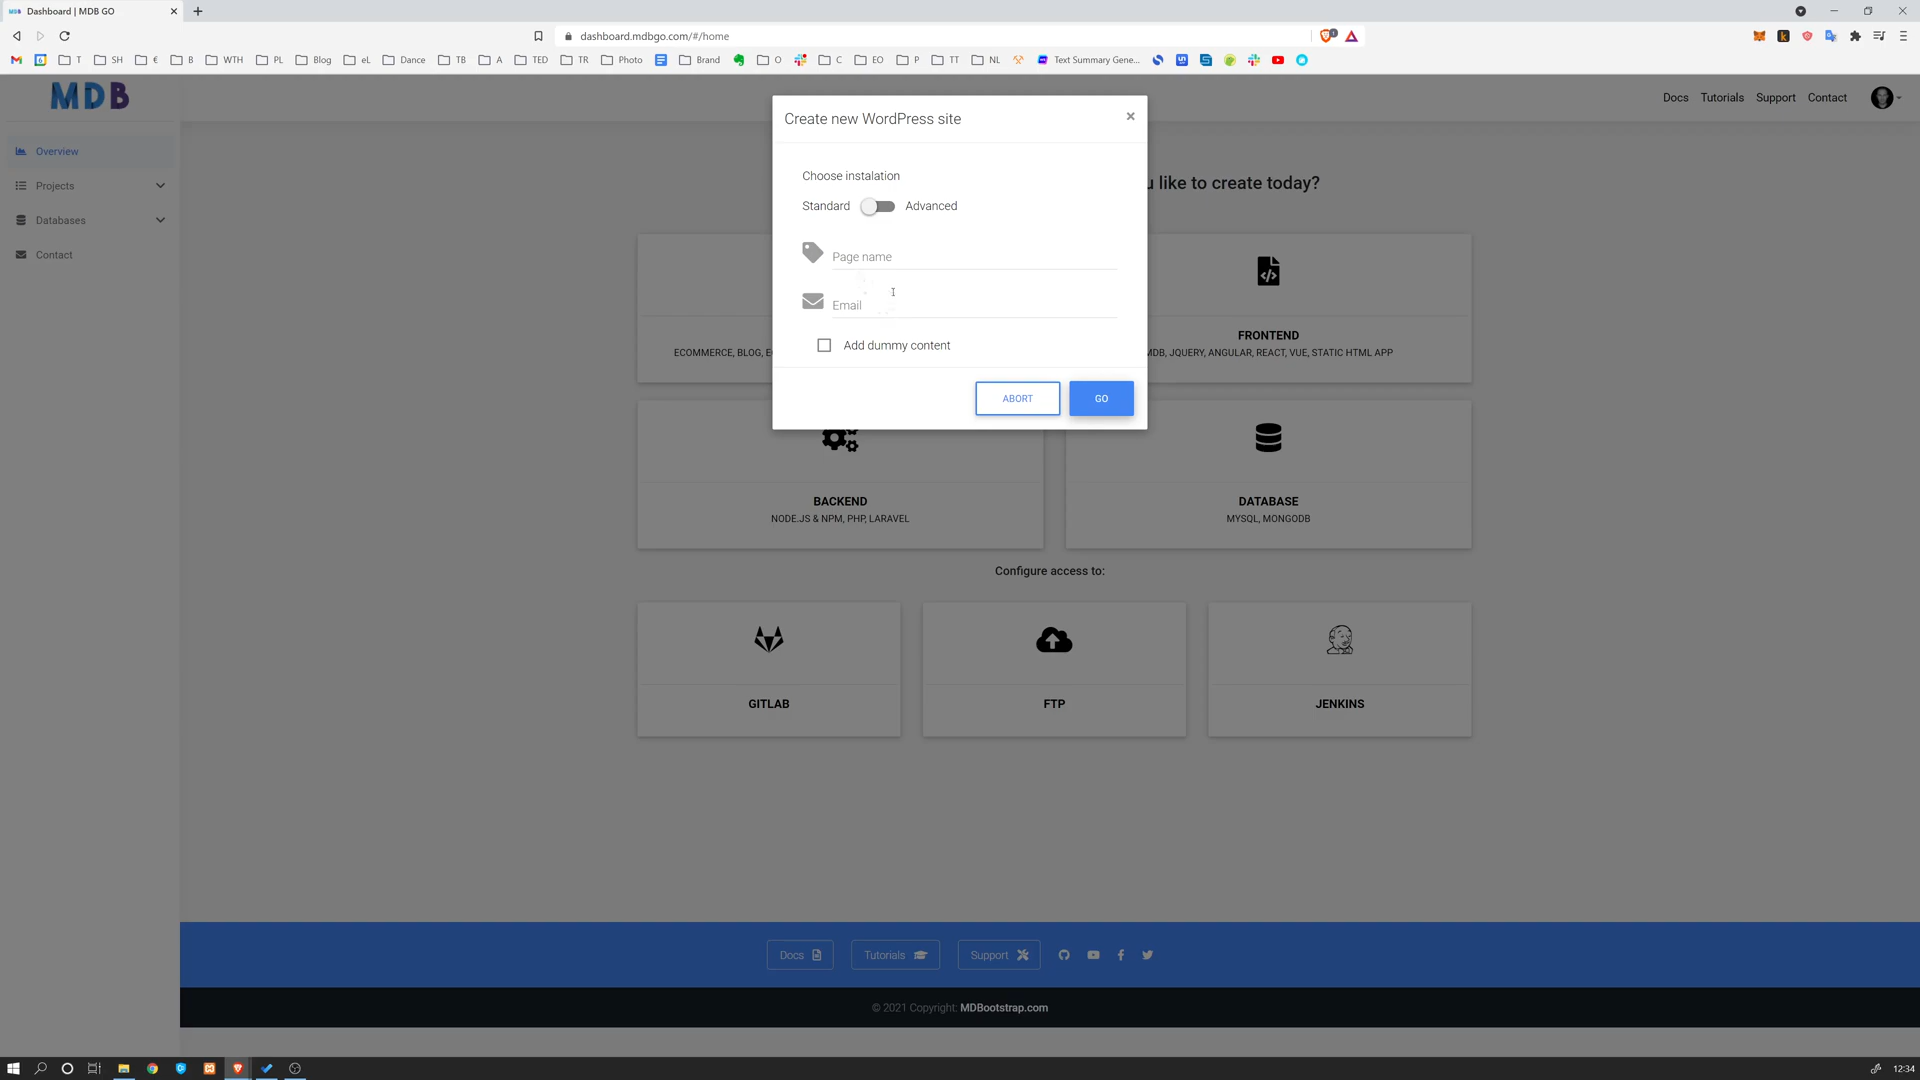 Dashboard | MDB GO
dashboard.mdbgo.com/#/home
T SH € B WTH PL Blog eL Dance TB A TED TR Photo Brand O C EO P TT NL Text Summary Gene...
MDB
Docs Tutorials Support Contact
Overview
Projects
Databases
Contact
u like to create today?
Create new WordPress site
Choose instalation
Standard Advanced
Page name
Email
Add dummy content
ABORT GO
ECOMMERCE, BLOG, E
FRONTEND
MDB, JQUERY, ANGULAR, REACT, VUE, STATIC HTML APP
BACKEND
NODE.JS & NPM, PHP, LARAVEL
DATABASE
MYSQL, MONGODB
Configure access to:
GITLAB
FTP
JENKINS
Docs Tutorials Support
© 2021 Copyright: MDBootstrap.com
12:34